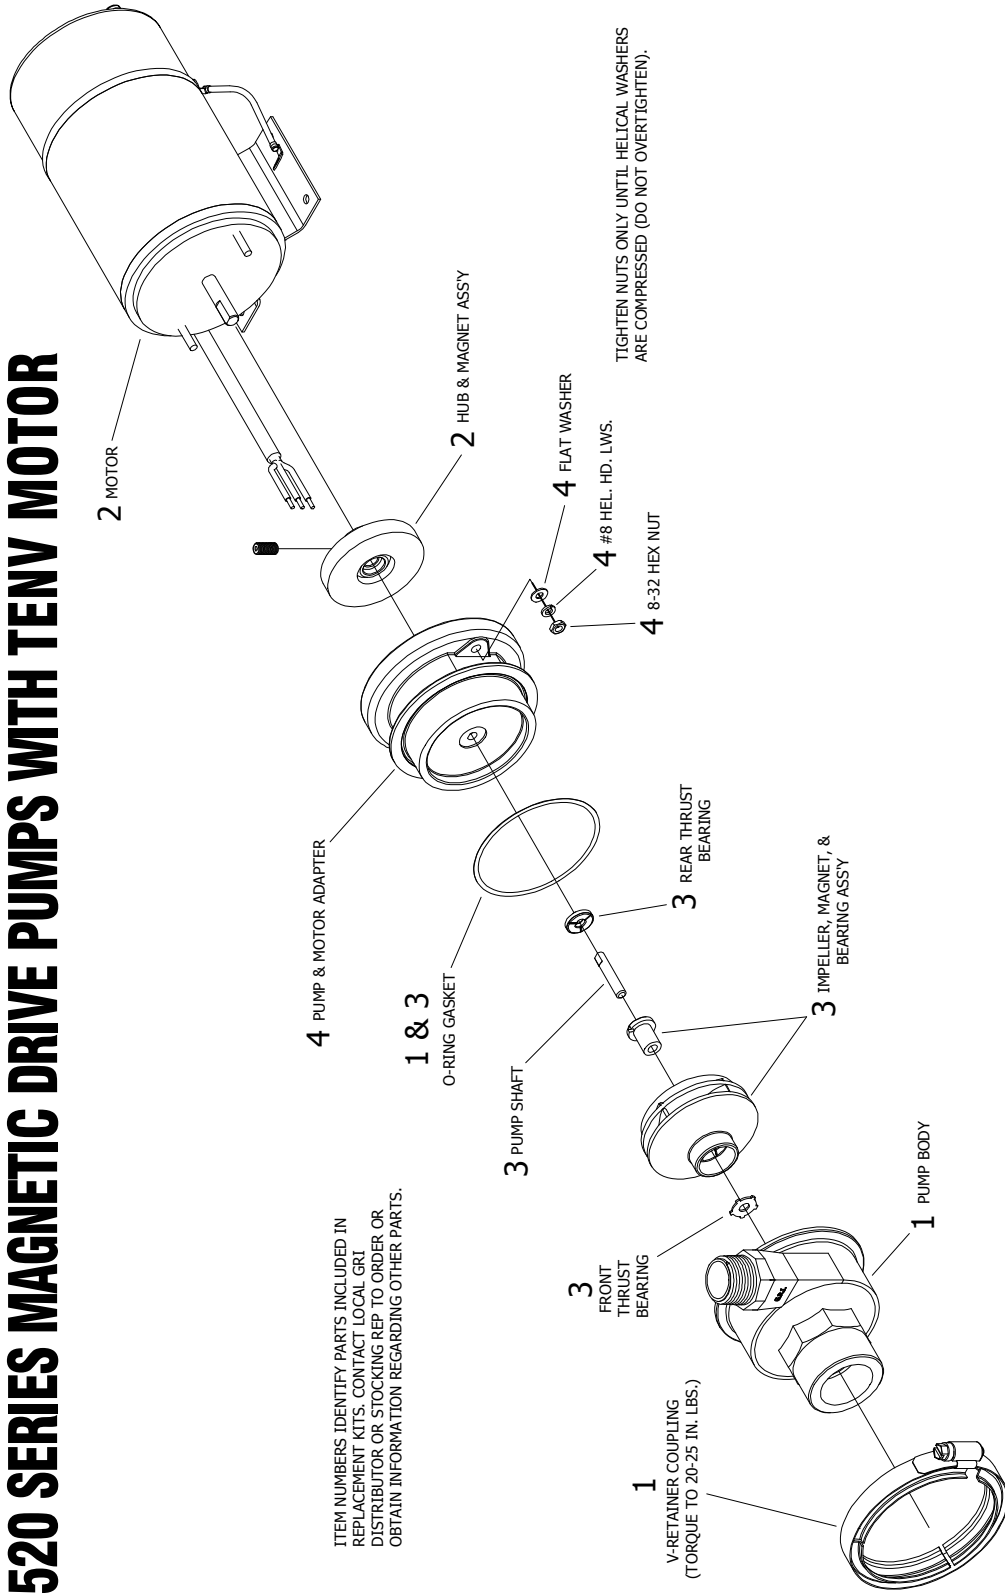 520 SERIES MAGNETIC DRIVE PUMPS WITH TENV MOTOR
ITEM NUMBERS IDENTIFY PARTS INCLUDED IN
REPLACEMENT KITS. CONTACT LOCAL GRI
DISTRIBUTOR OR STOCKING REP TO ORDER OR
OBTAIN INFORMATION REGARDING OTHER PARTS.
2 MOTOR
2 HUB & MAGNET ASS'Y
TIGHTEN NUTS ONLY UNTIL HELICAL WASHERS
ARE COMPRESSED (DO NOT OVERTIGHTEN).
4 FLAT WASHER
4 #8 HEL. HD. LWS.
4 8-32 HEX NUT
4 PUMP & MOTOR ADAPTER
1 & 3
O-RING GASKET
3 REAR THRUST
BEARING
3 PUMP SHAFT
3 IMPELLER, MAGNET, &
BEARING ASS'Y
3
FRONT
THRUST
BEARING
1 PUMP BODY
1
V-RETAINER COUPLING
(TORQUE TO 20-25 IN. LBS.)